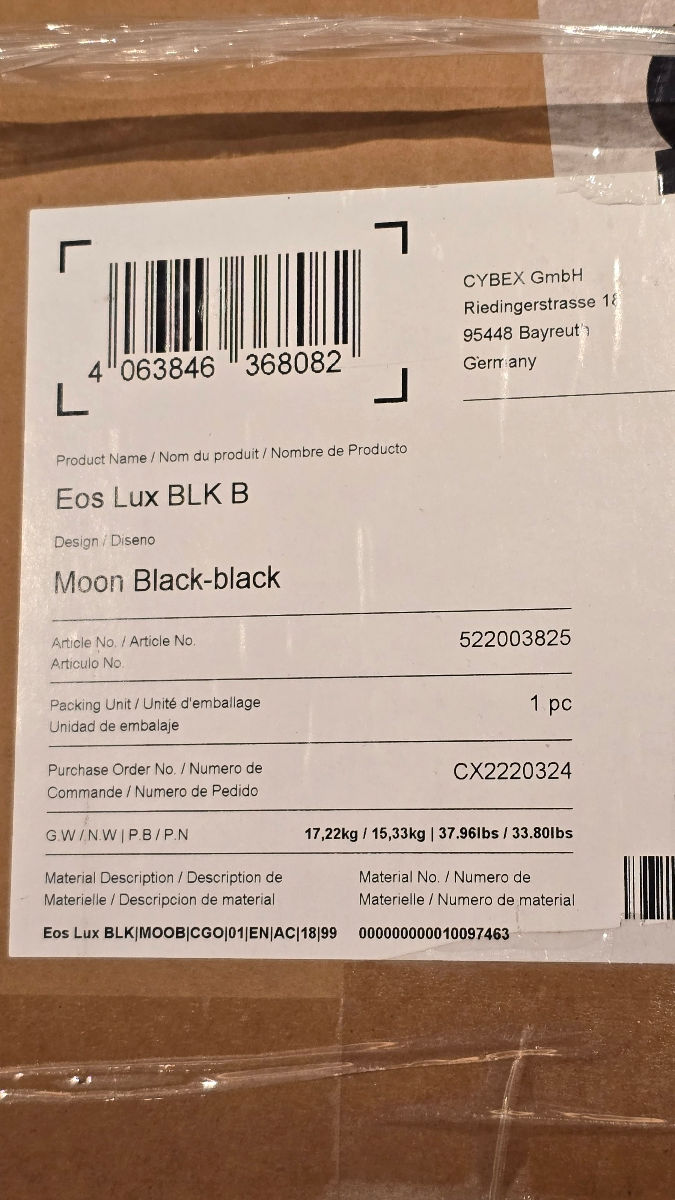 4 063846 368082
CYBEX GmbH
Riedingerstrasse 18
95448 Bayreuth
Germany
Product Name / Nom du produit / Nombre de Producto
Eos Lux BLK B
Design / Diseno
Moon Black-black
Article No. / Article No.
Articulo No.
522003825
Packing Unit / Unité d'emballage
Unidad de embalaje
1 pc
Purchase Order No. / Numero de
Commande / Numero de Pedido
CX2220324
G.W / N.W | P.B / P.N
17,22kg / 15,33kg | 37.96lbs / 33.80lbs
Material Description / Description de
Materielle / Descripcion de material
Eos Lux BLK|MOOB|CGO|01|EN|AC|18|99
Material No. / Numero de
Materielle / Numero de material
000000000010097463